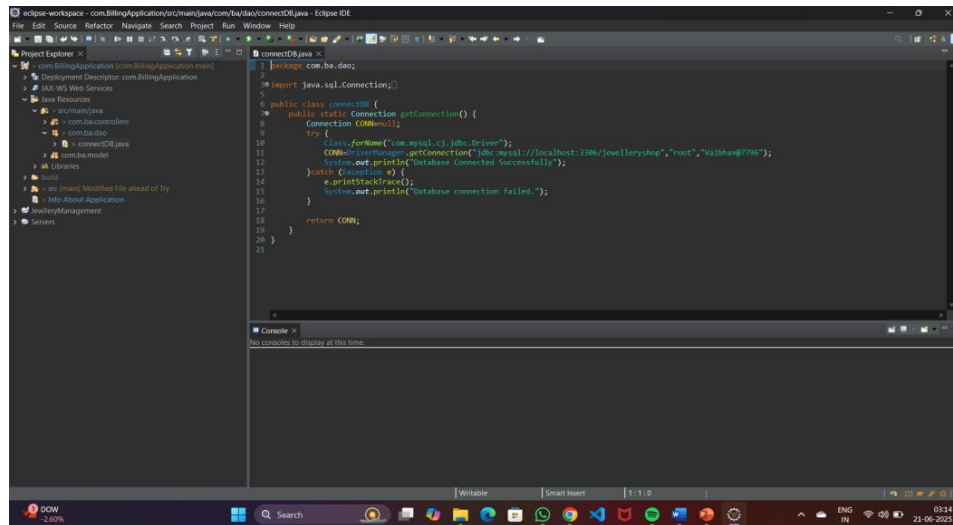 eclipse-workspace - com.BillingApplication/src/main/java/com/ba/dao/connectDB.java - Eclipse IDE
File Edit Source Refactor Navigate Search Project Run Window Help
Project Explorer
com.BillingApplication [com.BillingApplication main]
Deployment Descriptor: com.BillingApplication
JAX-WS Web Services
Java Resources
src/main/java
com.ba.controllers
com.ba.dao
connectDB.java
com.ba.model
Libraries
build
src [main] Modified File ahead of Try
Info About Application
JewlleryManagement
Servers
connectDB.java
1 package com.ba.dao;
2
3 import java.sql.Connection;
5
6 public class connectDB {
7 public static Connection getConnection() {
8 Connection CONN=null;
9 try {
10 Class.forName("com.mysql.cj.jdbc.Driver");
11 CONN=DriverManager.getConnection("jdbc:mysql://localhost:3306/jewelleryshop","root","Vaibhav@7796");
12 System.out.println("Database Connected Successfully");
13 }catch (Exception e) {
14 e.printStackTrace();
15 System.out.println("Database connection failed.");
16 }
17
18 return CONN;
19 }
20 }
21
Console
No consoles to display at this time.
Writable Smart Insert 1 : 1 : 0
3
DOW
-2.60%
Search
ENG
IN
03:14
21-06-2025